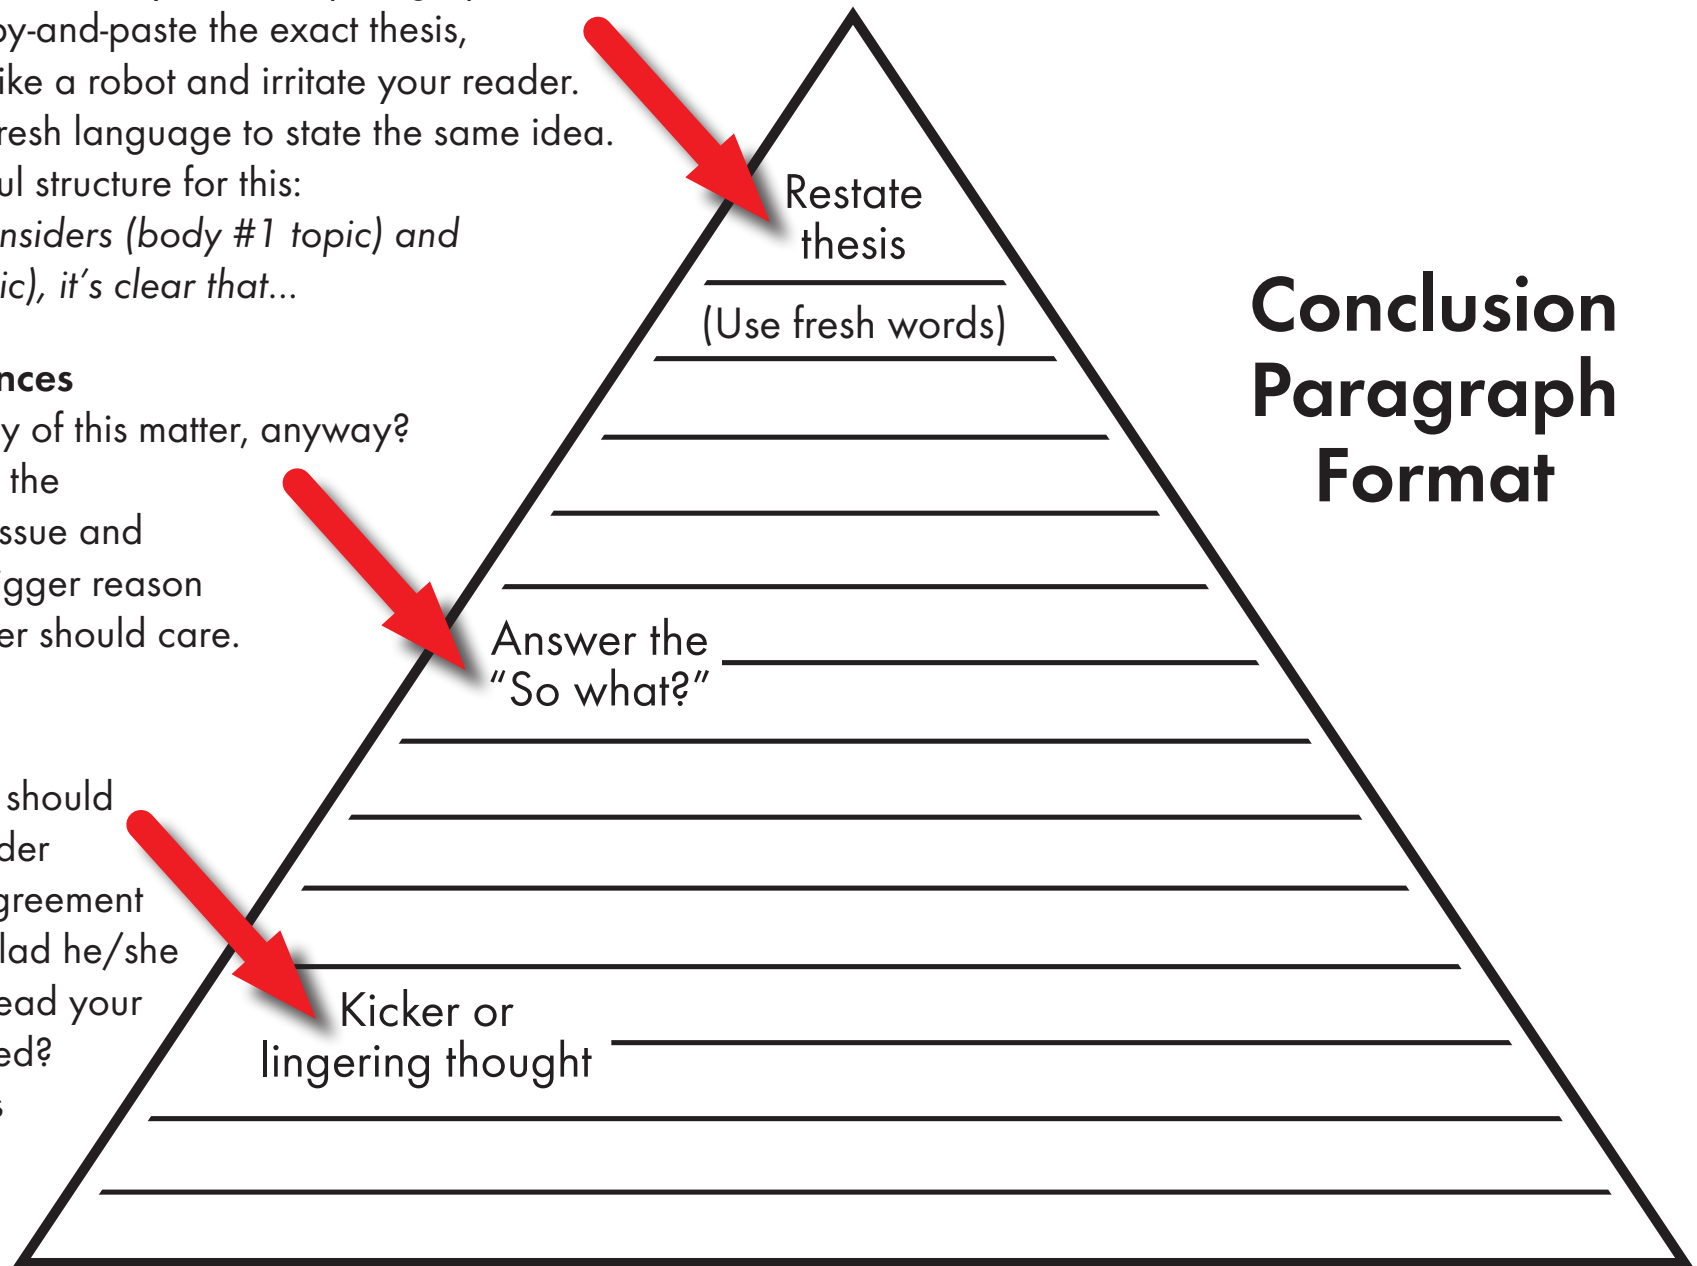 py-and-paste the exact thesis,
ike a robot and irritate your reader.
resh language to state the same idea.
ul structure for this:
nsiders (body #1 topic) and
ic), it's clear that...
nces
y of this matter, anyway?
the
ssue and
igger reason
er should care.
should
der
greement
lad he/she
ead your
ed?
s
Restate
thesis
(Use fresh words)
Answer the
"So what?"
Kicker or
lingering thought
Conclusion
Paragraph
Format